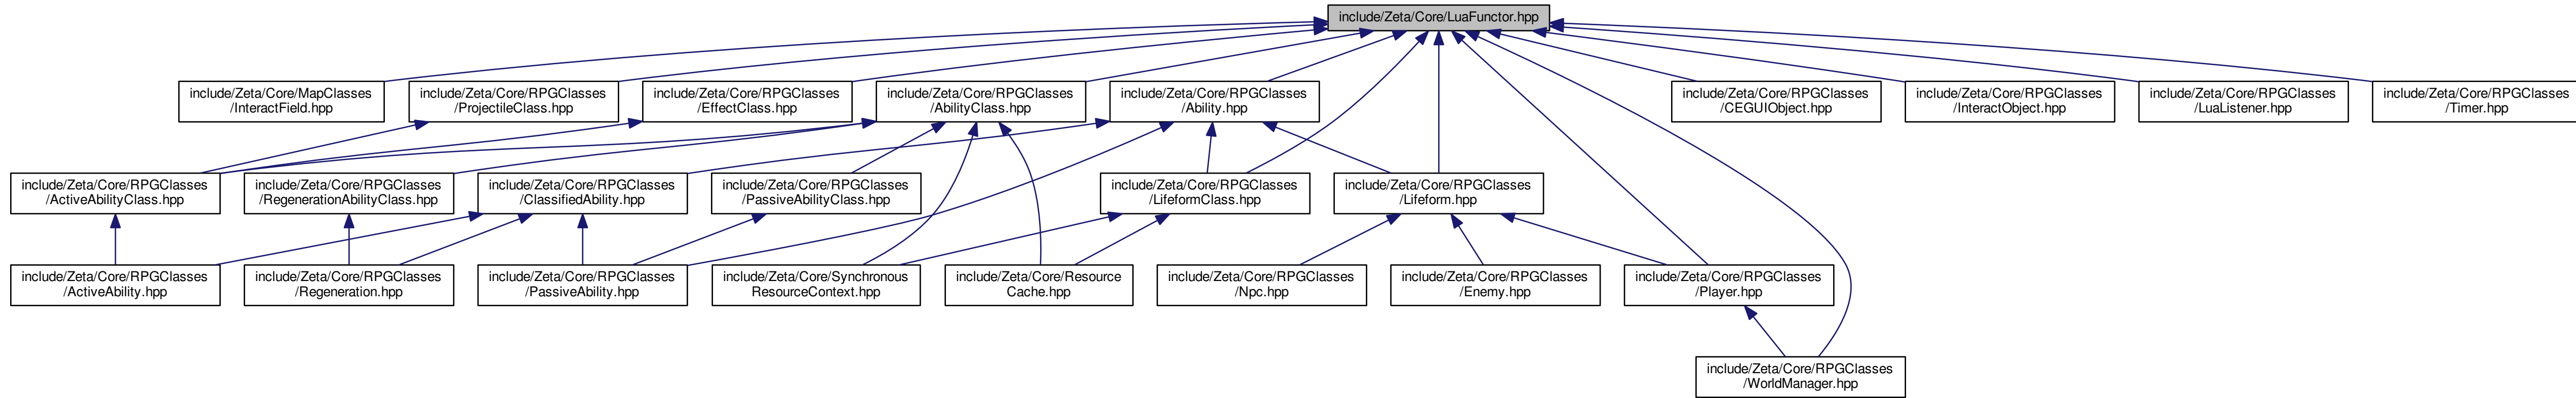 include/Zeta/Core/LuaFunctor.hpp
include/Zeta/Core/MapClasses
/InteractField.hpp
include/Zeta/Core/RPGClasses
/ProjectileClass.hpp
include/Zeta/Core/RPGClasses
/EffectClass.hpp
include/Zeta/Core/RPGClasses
/AbilityClass.hpp
include/Zeta/Core/RPGClasses
/Ability.hpp
include/Zeta/Core/RPGClasses
/CEGUIObject.hpp
include/Zeta/Core/RPGClasses
/InteractObject.hpp
include/Zeta/Core/RPGClasses
/LuaListener.hpp
include/Zeta/Core/RPGClasses
/Timer.hpp
include/Zeta/Core/RPGClasses
/ActiveAbilityClass.hpp
include/Zeta/Core/RPGClasses
/RegenerationAbilityClass.hpp
include/Zeta/Core/RPGClasses
/ClassifiedAbility.hpp
include/Zeta/Core/RPGClasses
/PassiveAbilityClass.hpp
include/Zeta/Core/RPGClasses
/LifeformClass.hpp
include/Zeta/Core/RPGClasses
/Lifeform.hpp
include/Zeta/Core/RPGClasses
/ActiveAbility.hpp
include/Zeta/Core/RPGClasses
/Regeneration.hpp
include/Zeta/Core/RPGClasses
/PassiveAbility.hpp
include/Zeta/Core/Synchronous
ResourceContext.hpp
include/Zeta/Core/Resource
Cache.hpp
include/Zeta/Core/RPGClasses
/Npc.hpp
include/Zeta/Core/RPGClasses
/Enemy.hpp
include/Zeta/Core/RPGClasses
/Player.hpp
include/Zeta/Core/RPGClasses
/WorldManager.hpp